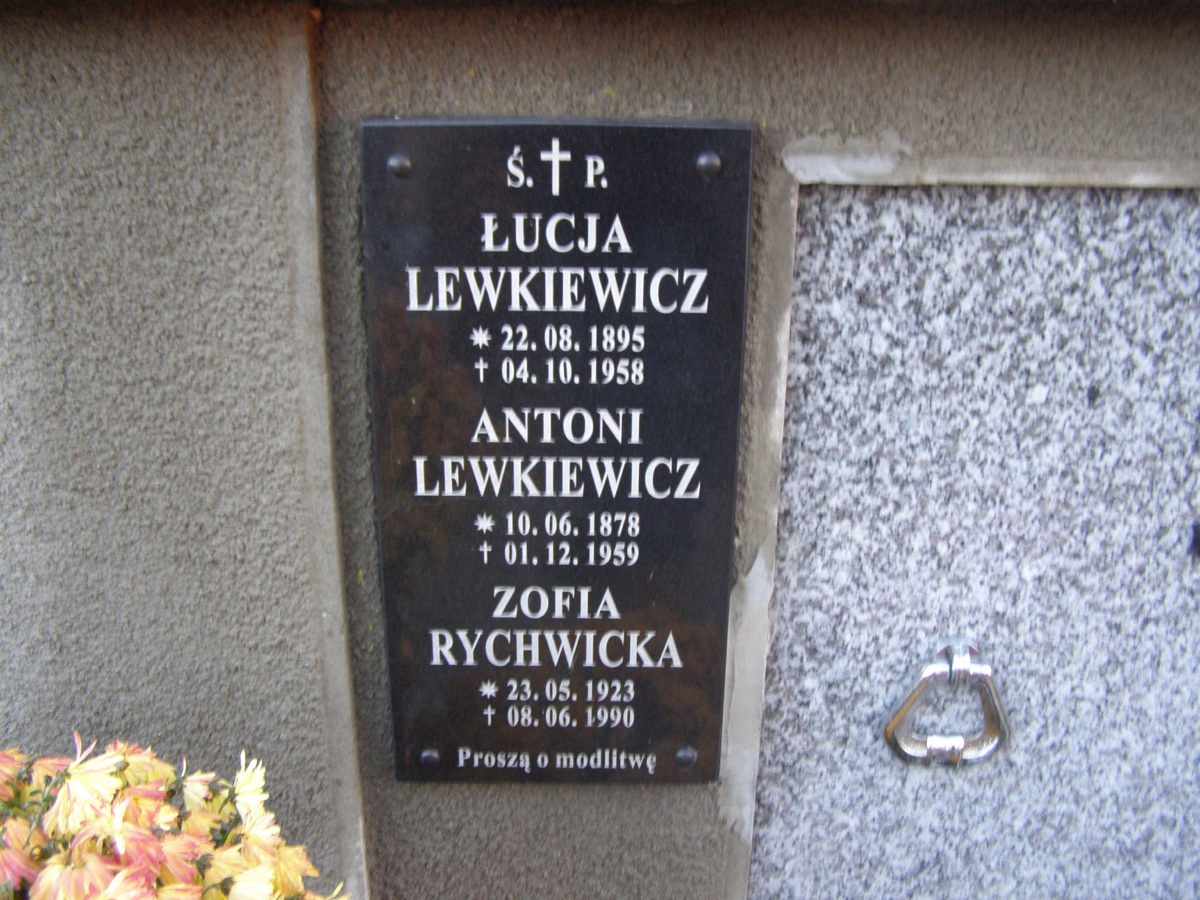 Ś. † P.
ŁUCJA
LEWKIEWICZ
✷ 22. 08. 1895
† 04. 10. 1958
ANTONI
LEWKIEWICZ
✷ 10. 06. 1878
† 01. 12. 1959
ZOFIA
RYCHWICKA
✷ 23. 05. 1923
† 08. 06. 1990
Proszą o modlitwę